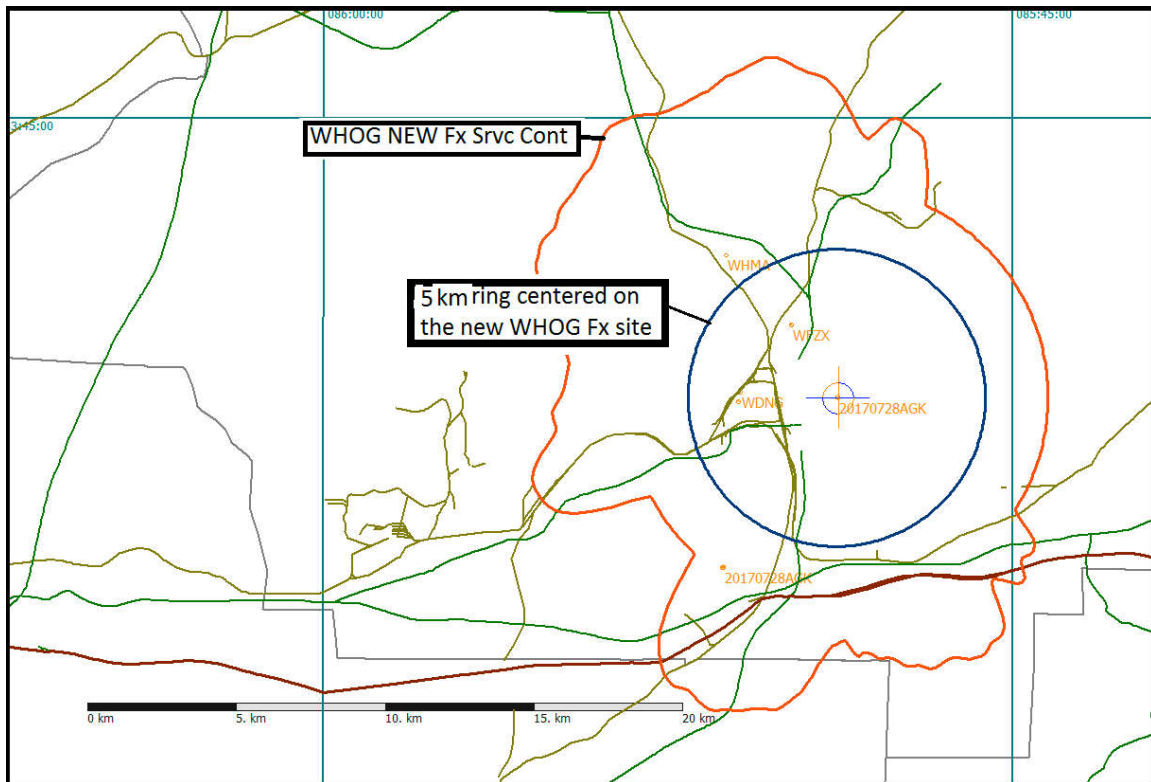 086:00:00
085:45:00
3:45:00
WHOG NEW Fx Srvc Cont
WHMA
5 km ring centered on
the new WHOG Fx site
WFZX
WDNG
20170728AGK
20170728AGK
0 km
5. km
10. km
15. km
20 km